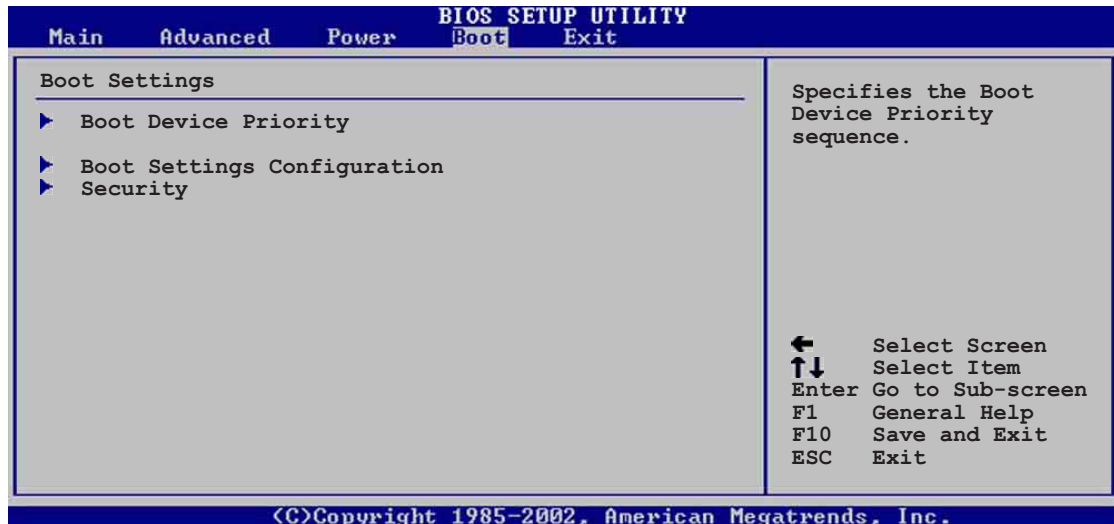 BIOS SETUP UTILITY
Main Advanced Power Boot Exit
Boot Settings
Boot Device Priority
Boot Settings Configuration
Security
Specifies the Boot
Device Priority
sequence.
← Select Screen
↑↓ Select Item
Enter Go to Sub-screen
F1 General Help
F10 Save and Exit
ESC Exit
(C)Copyright 1985-2002, American Megatrends, Inc.